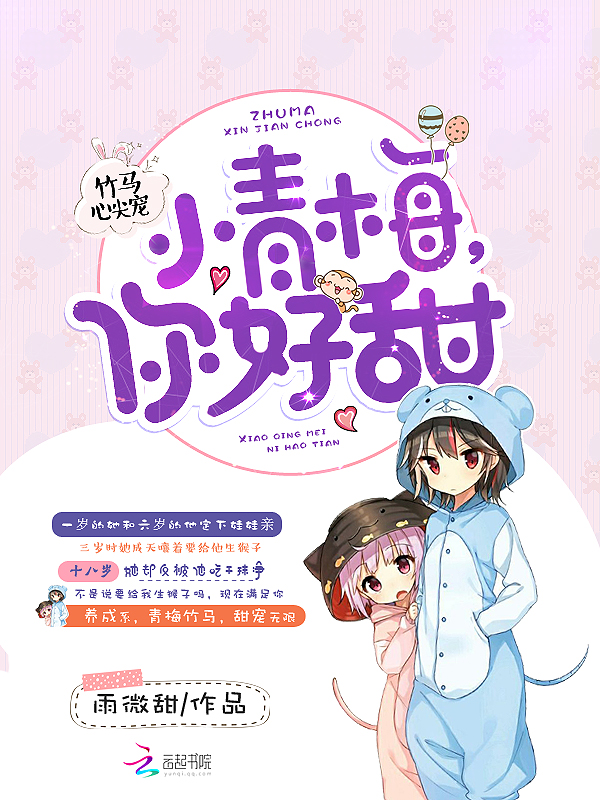 ZHUMA
XIN JIAN CHONG
竹马
心尖宠
小青梅,
你好甜
XIAO QING MEI
NI HAO TIAN
一岁的她和六岁的他定下娃娃亲
三岁时她成天嚷着要给他生猴子
十八岁 她却反被他吃干抹净
不是说要给我生猴子吗，现在满足你
养成系，青梅竹马，甜宠无限
雨微甜/作品
云起书院
yunqi.qq.com